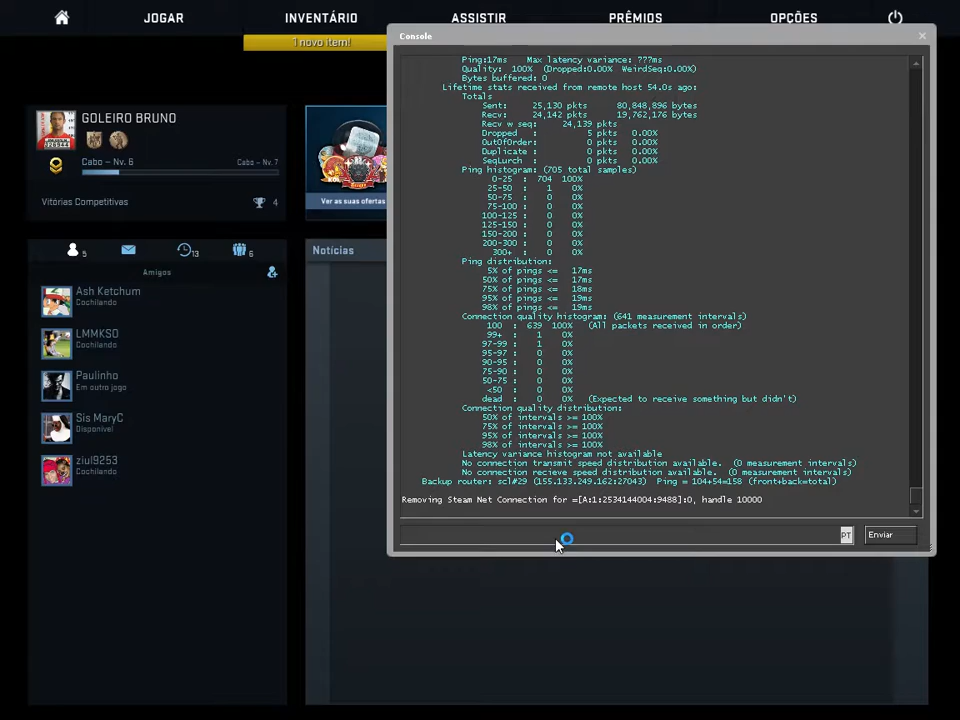 JOGAR
INVENTÁRIO
ASSISTIR
PRÊMIOS
OPÇÕES
1 novo item!
GOLEIRO BRUNO
Cabo - Nv. 6
Cabo - Nv. 7
Vitórias Competitivas
4
Ver as suas ofertas
5
13
6
Amigos
Ash Ketchum
Cochilando
LMMKSD
Cochilando
Paulinho
Em outro jogo
Sis MaryC
Disponível
ziul9253
Cochilando
Notícias
Console
Ping:17ms Max latency variance: ???ms
Quality: 100% (Dropped:0.00% WeirdSeq:0.00%)
Bytes buffered: 0
Lifetime stats received from remote host 54.0s ago:
Totals
Sent: 25,130 pkts 80,848,896 bytes
Recv: 24,142 pkts 19,762,176 bytes
Recv w seq: 24,139 pkts
Dropped : 5 pkts 0.00%
OutOfOrder: 0 pkts 0.00%
Duplicate : 0 pkts 0.00%
SeqLurch : 0 pkts 0.00%
Ping histogram: (705 total samples)
0-25 : 704 100%
25-50 : 1 0%
50-75 : 0 0%
75-100 : 0 0%
100-125 : 0 0%
125-150 : 0 0%
150-200 : 0 0%
200-300 : 0 0%
300+ : 0 0%
Ping distribution:
5% of pings <= 17ms
50% of pings <= 17ms
75% of pings <= 18ms
95% of pings <= 19ms
98% of pings <= 19ms
Connection quality histogram: (641 measurement intervals)
100 : 639 100% (All packets received in order)
99+ : 1 0%
97-99 : 1 0%
95-97 : 0 0%
90-95 : 0 0%
75-90 : 0 0%
50-75 : 0 0%
<50 : 0 0%
dead : 0 0% (Expected to receive something but didn't)
Connection quality distribution:
50% of intervals >= 100%
75% of intervals >= 100%
95% of intervals >= 100%
98% of intervals >= 100%
Latency variance histogram not available
No connection transmit speed distribution available. (0 measurement intervals)
No connection recieve speed distribution available. (0 measurement intervals)
Backup router: scl#29 (155.133.249.162:27043) Ping = 104+54=158 (front+back=total)
Removing Steam Net Connection for =[A:1:2534144004:9488]:0, handle 10000
PT
Enviar